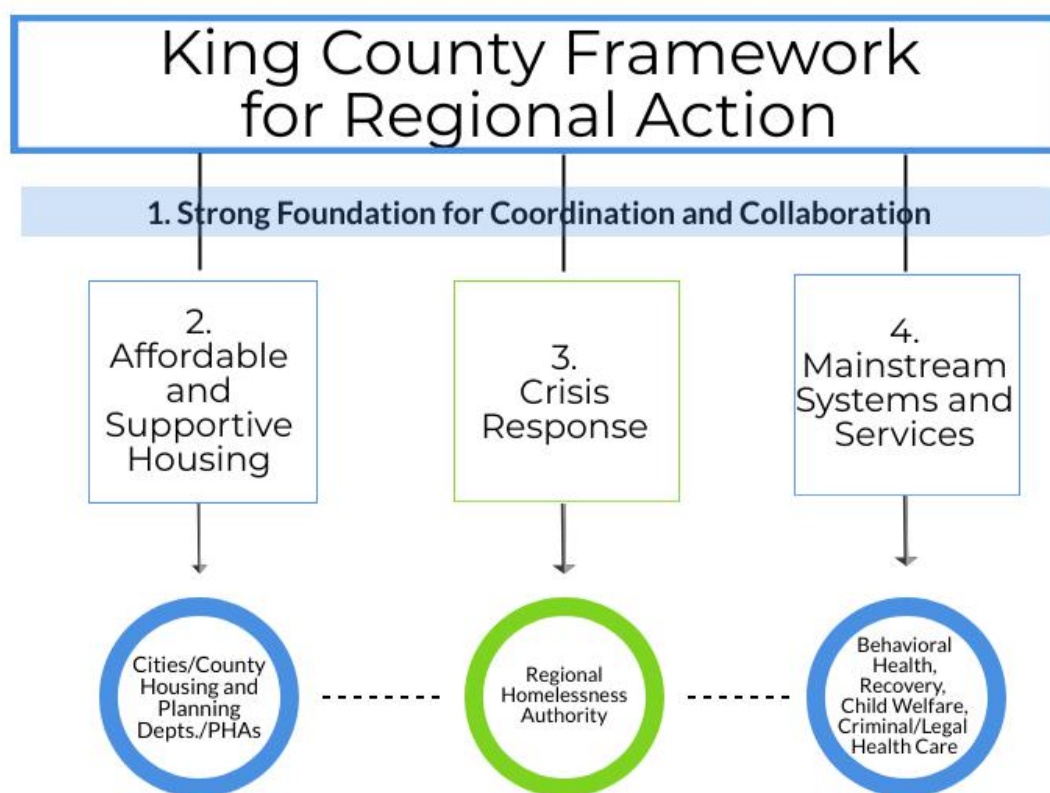 King County Framework
for Regional Action
1. Strong Foundation for Coordination and Collaboration
2.
Affordable
and
Supportive
Housing
3.
Crisis
Response
4.
Mainstream
Systems and
Services
Cities/County
Housing and
Planning
Depts./PHAs
Regional
Homelessness
Authority
Behavioral
Health,
Recovery,
Child Welfare,
Criminal/Legal
Health Care